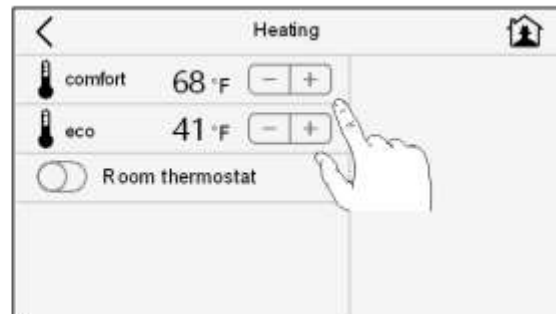 Heating
comfort 68 °F − +
eco 41 °F − +
Room thermostat